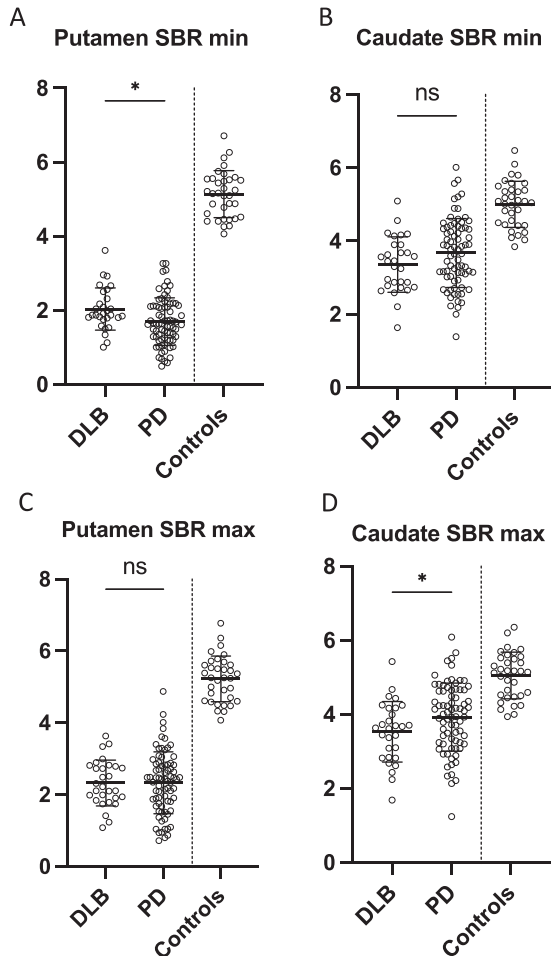 A
Putamen SBR min
*
8
6
4
2
0
DLB
PD
Controls
B
Caudate SBR min
ns
8
6
4
2
0
DLB
PD
Controls
C
Putamen SBR max
ns
8
6
4
2
0
DLB
PD
Controls
D
Caudate SBR max
*
8
6
4
2
0
DLB
PD
Controls